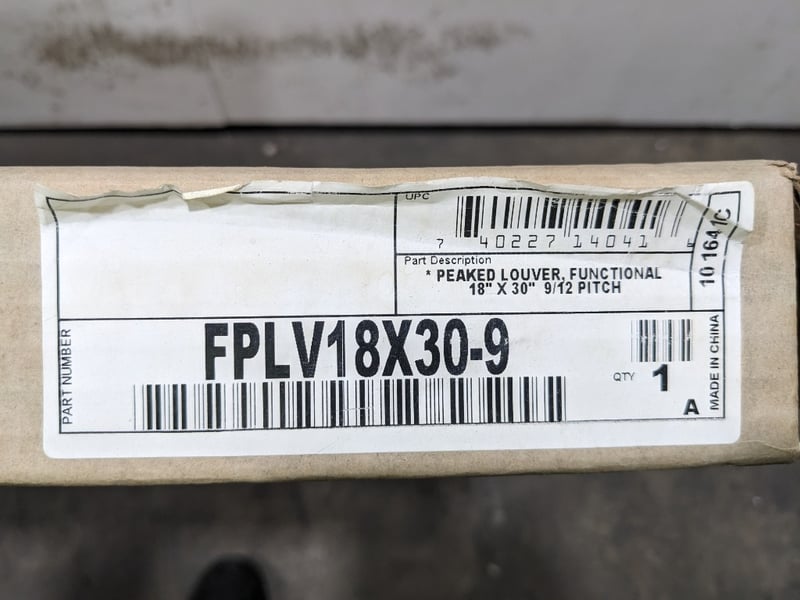 UPC
7 40227 14041
Part Description
* PEAKED LOUVER, FUNCTIONAL
18" X 30" 9/12 PITCH
101641C
PART NUMBER
FPLV18X30-9
QTY 1
A
MADE IN CHINA